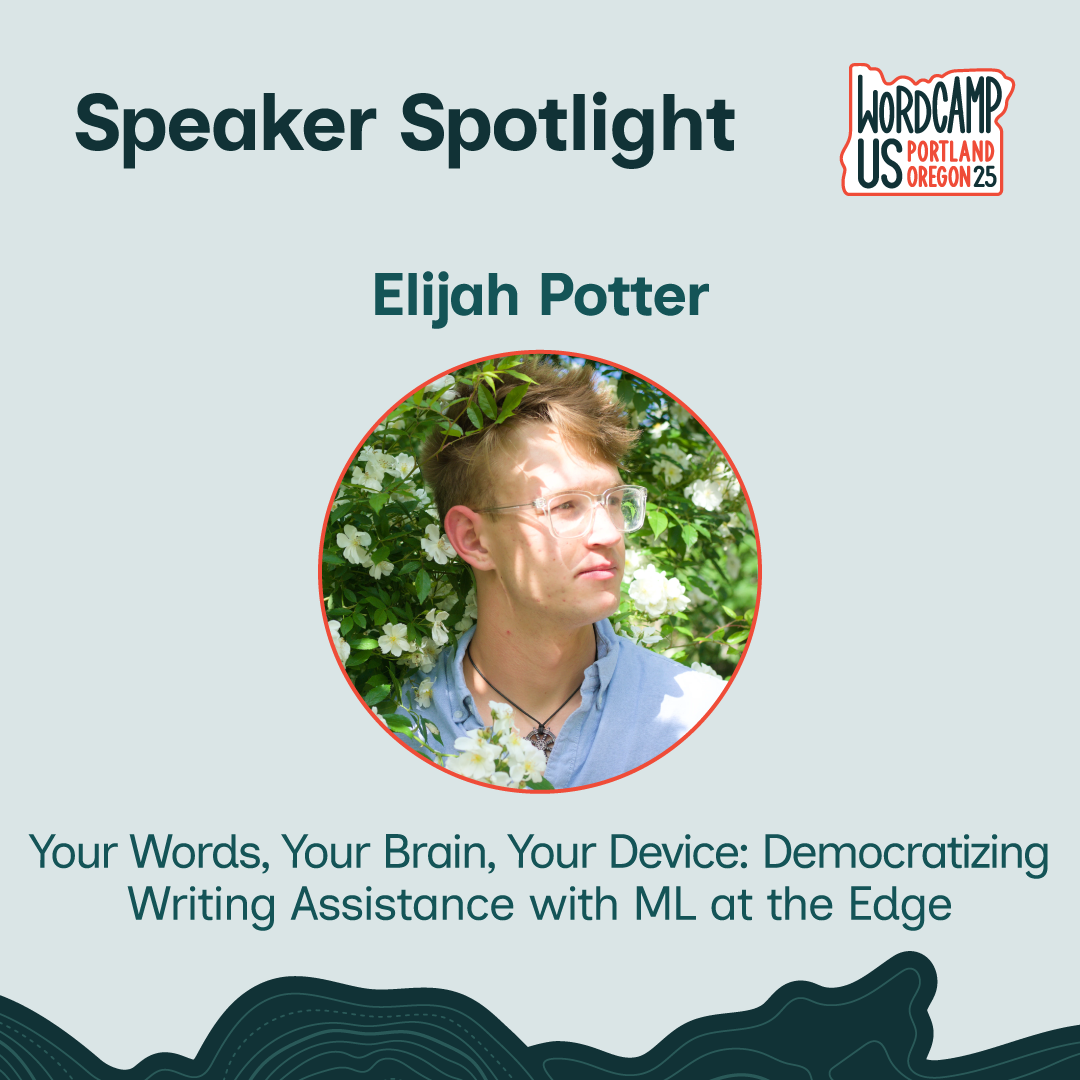 Speaker Spotlight
WORDCAMP
US PORTLAND
OREGON 25
Elijah Potter
Your Words, Your Brain, Your Device: Democratizing
Writing Assistance with ML at the Edge